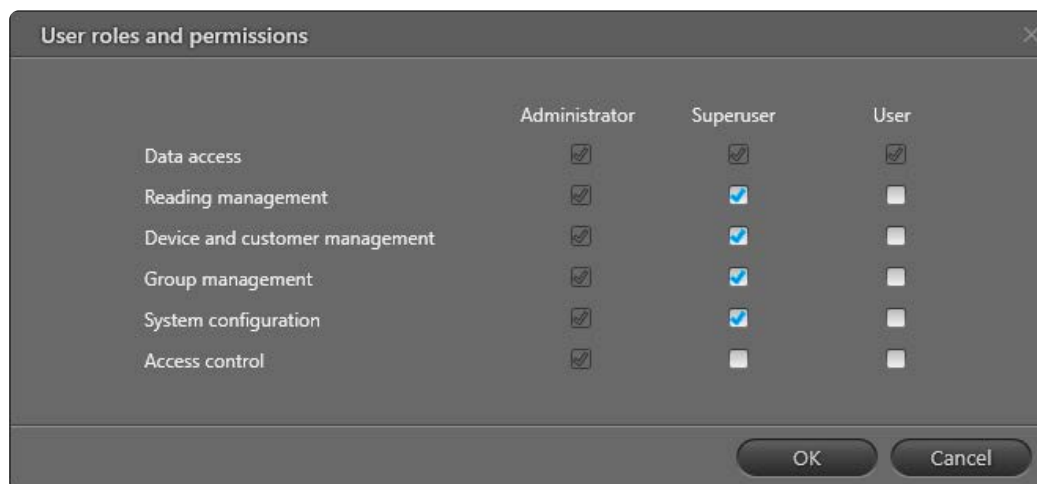 User roles and permissions
Administrator Superuser User
Data access
Reading management
Device and customer management
Group management
System configuration
Access control
OK Cancel